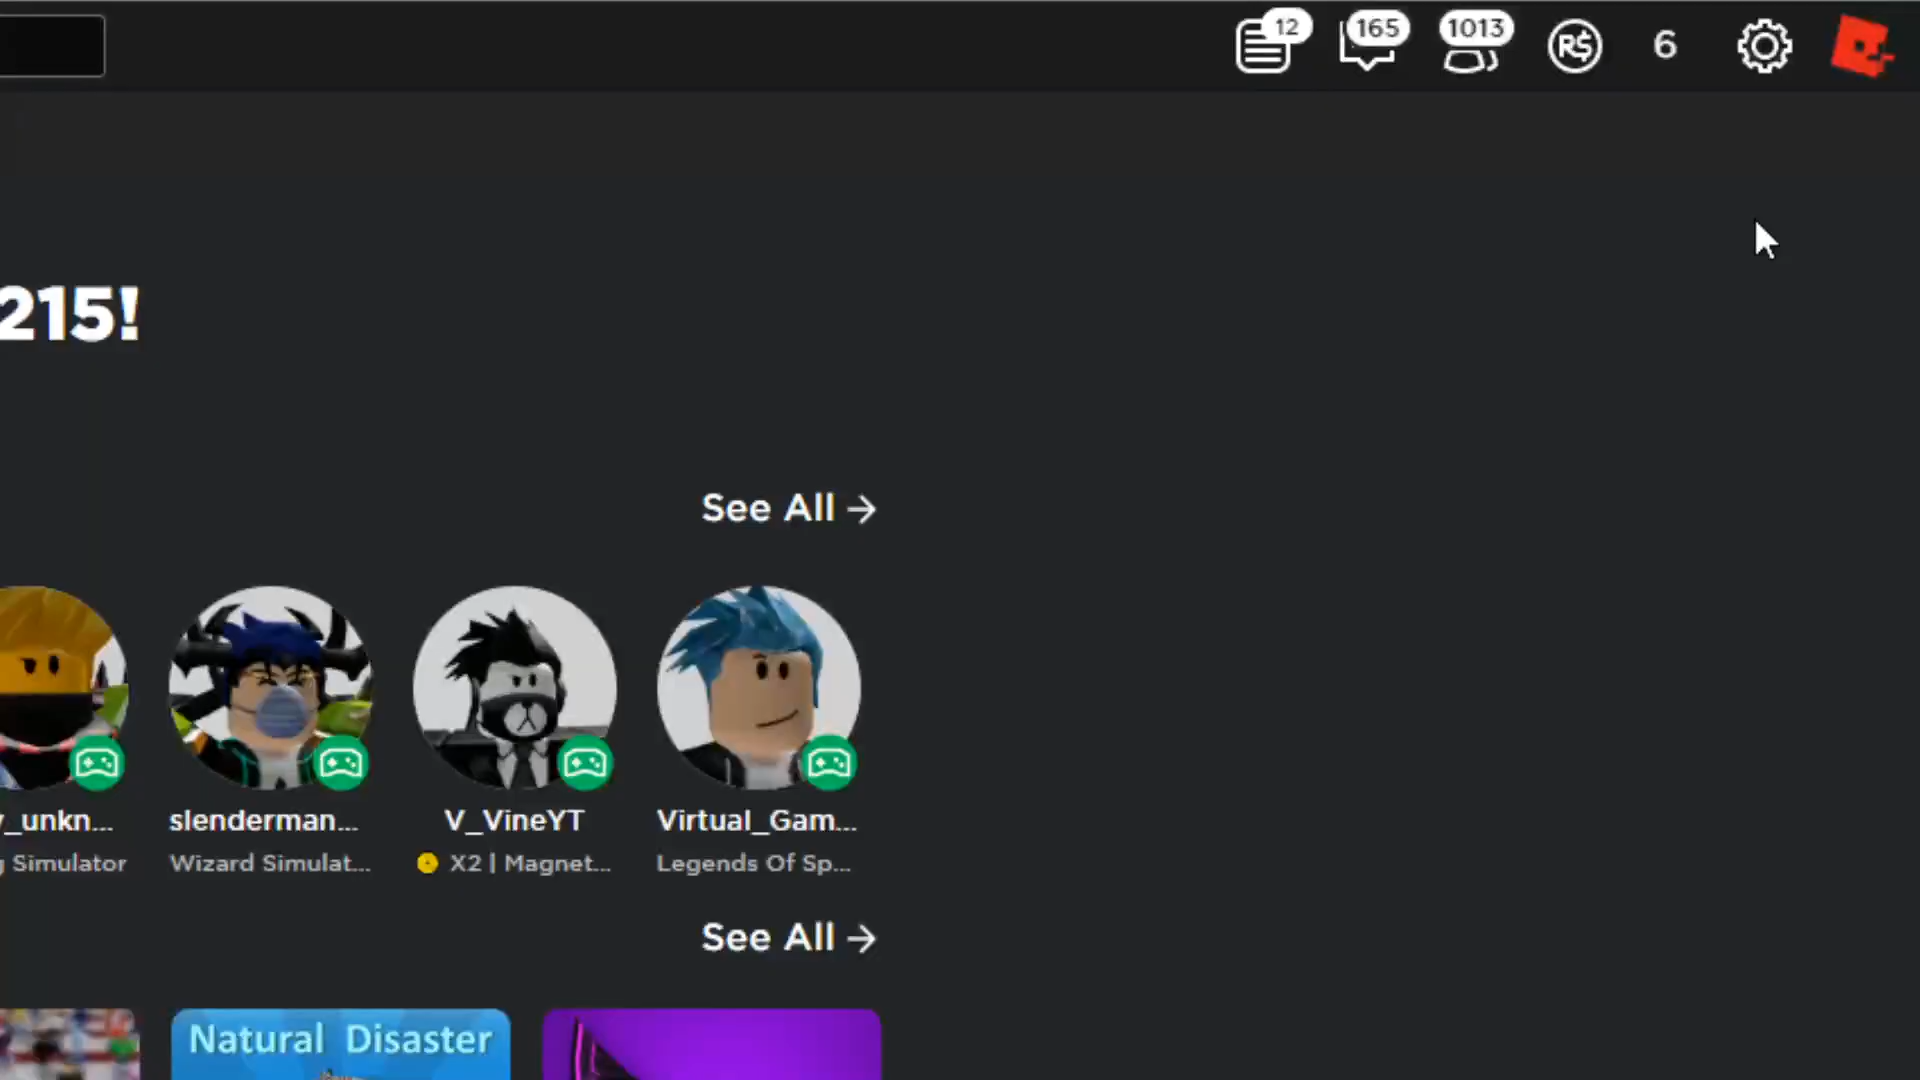 12 165 1013 R$ 6
215!
See All →
y_unkn... slenderman... V_VineYT Virtual_Gam...
g Simulator Wizard Simulat... X2 | Magnet... Legends Of Sp...
See All →
Natural Disaster